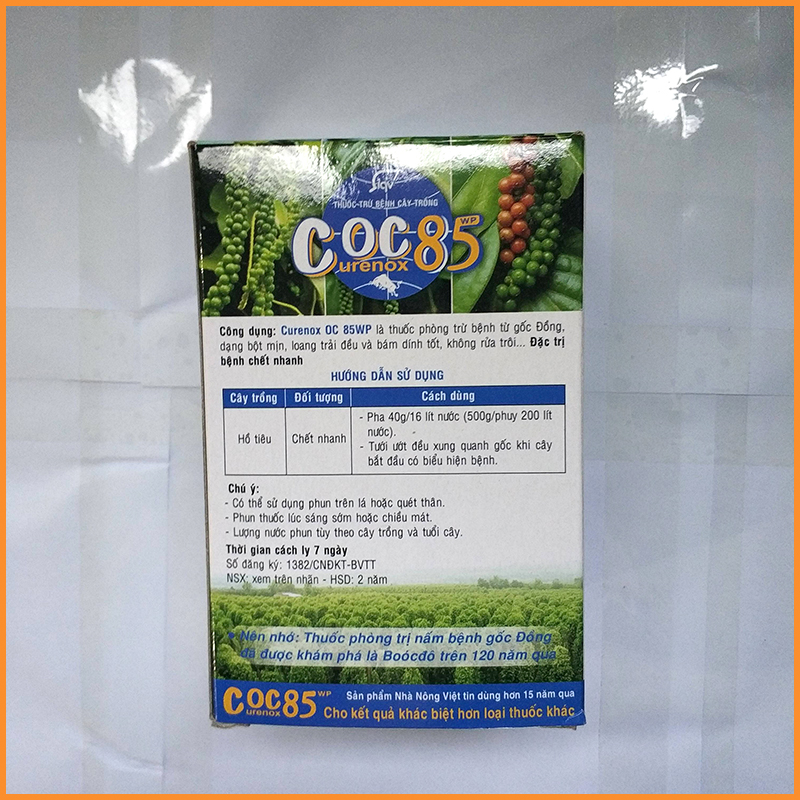 THUỐC TRỪ BỆNH CÂY TRỒNG
COC85 WP
Curenox
Công dụng: Curenox OC 85WP là thuốc phòng trừ bệnh từ gốc Đồng,
dạng bột mịn, loang trải đều và bám dính tốt, không rửa trôi... Đặc trị
bệnh chết nhanh
HƯỚNG DẪN SỬ DỤNG
Cây trồng Đối tượng Cách dùng
Hồ tiêu Chết nhanh
- Pha 40g/16 lít nước (500g/phuy 200 lít
nước).
- Tưới ướt đều xung quanh gốc khi cây
bắt đầu có biểu hiện bệnh.
Chú ý:
- Có thể sử dụng phun trên lá hoặc quét thân.
- Phun thuốc lúc sáng sớm hoặc chiều mát.
- Lượng nước phun tùy theo cây trồng và tuổi cây.
Thời gian cách ly 7 ngày
Số đăng ký: 1382/CNĐKT-BVTT
NSX: xem trên nhãn - HSD: 2 năm
• Nên nhớ: Thuốc phòng trị nấm bệnh gốc Đồng
đã được khám phá là Boócđô trên 120 năm qua
COC85 WP
Curenox
Sản phẩm Nhà Nông Việt tin dùng hơn 15 năm qua
Cho kết quả khác biệt hơn loại thuốc khác